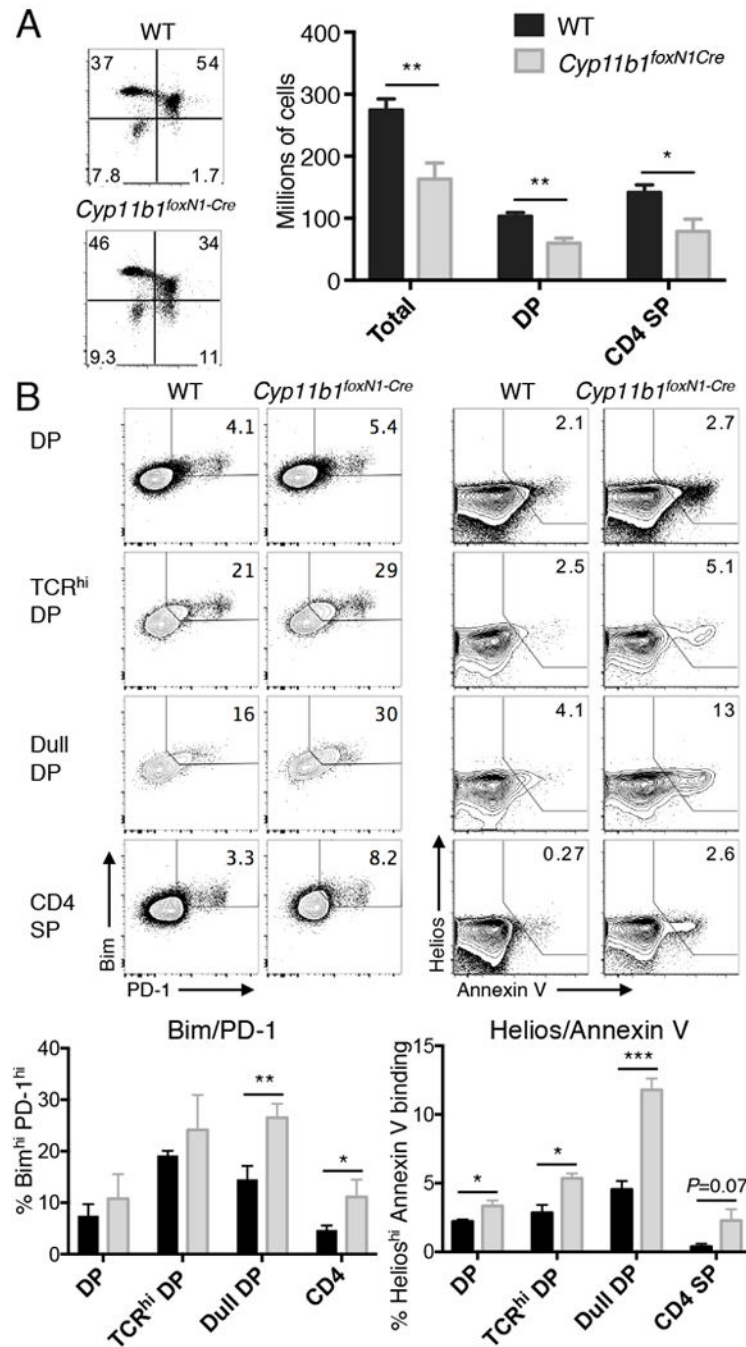 A
WT
37 54
7.8 1.7
Cyp11b1foxN1-Cre
46 34
9.3 11
WT
Cyp11b1foxN1Cre
Millions of cells
400
300
200
100
0
** ** *
Total DP CD4 SP
B
WT Cyp11b1foxN1-Cre WT Cyp11b1foxN1-Cre
DP
4.1 5.4 2.1 2.7
TCRhi
DP
21 29 2.5 5.1
Dull
DP
16 30 4.1 13
CD4
SP
3.3 8.2 0.27 2.6
Bim
PD-1
Helios
Annexin V
Bim/PD-1
% Bimhi PD-1hi
40
30
20
10
0
** *
DP TCRhi DP Dull DP CD4
Helios/Annexin V
% Helioshi Annexin V binding
15
10
5
0
* * *** P=0.07
DP TCRhi DP Dull DP CD4 SP